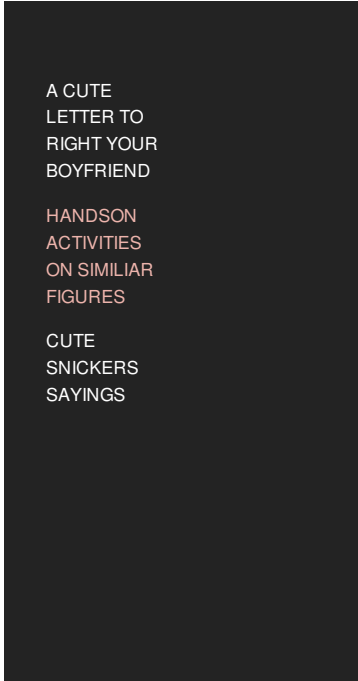 A CUTE
LETTER TO
RIGHT YOUR
BOYFRIEND
HANDSON
ACTIVITIES
ON SIMILIAR
FIGURES
CUTE
SNICKERS
SAYINGS